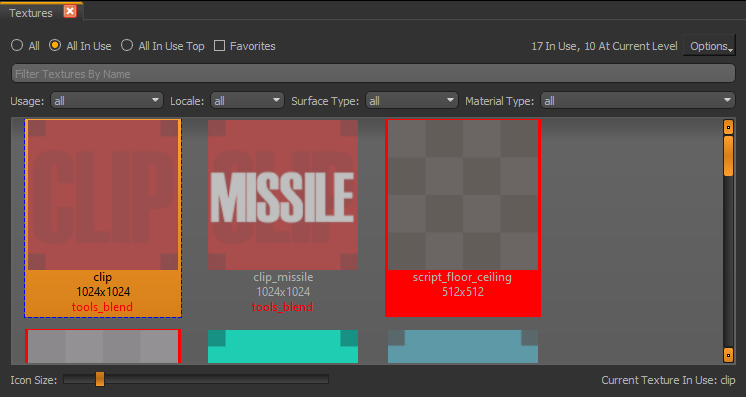 Textures
All All In Use All In Use Top Favorites 17 In Use, 10 At Current Level Options
Filter Textures By Name
Usage: all Locale: all Surface Type: all Material Type: all
CLIP
CLIP
MISSILE
clip
1024x1024
tools_blend
clip_missile
1024x1024
tools_blend
script_floor_ceiling
512x512
Icon Size: Current Texture In Use: clip